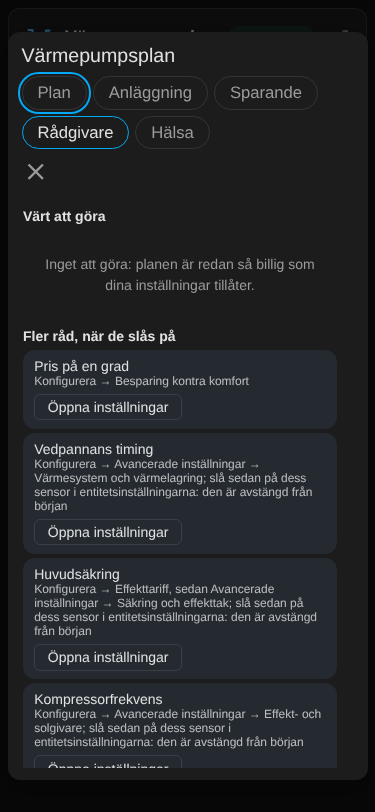 Värmepumpsplan
Plan
Anläggning
Sparande
Rådgivare
Hälsa
Värt att göra
Inget att göra: planen är redan så billig som
dina inställningar tillåter.
Fler råd, när de slås på
Pris på en grad
Konfigurera → Besparing kontra komfort
Öppna inställningar
Vedpannans timing
Konfigurera → Avancerade inställningar →
Värmesystem och värmelagring; slå sedan på dess
sensor i entitetsinställningarna: den är avstängd från
början
Öppna inställningar
Huvudsäkring
Konfigurera → Effekttariff, sedan Avancerade
inställningar → Säkring och effekttak; slå sedan på
dess sensor i entitetsinställningarna: den är avstängd
från början
Öppna inställningar
Kompressorfrekvens
Konfigurera → Avancerade inställningar → Effekt- och
solgivare; slå sedan på dess sensor i
entitetsinställningarna: den är avstängd från början
Öppna inställningar